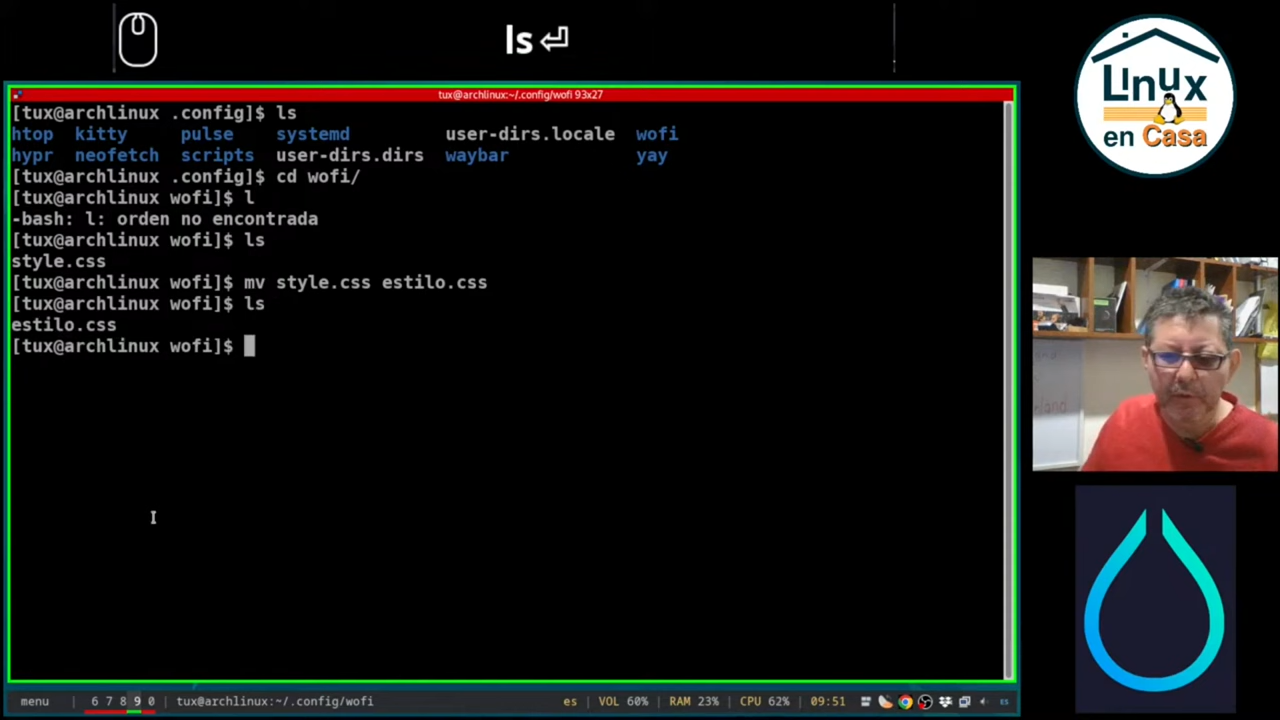 ls
LInux
en Casa
tux@archlinux:~/.config/wofi 93x27
[tux@archlinux .config]$ ls
htop kitty pulse systemd user-dirs.locale wofi
hypr neofetch scripts user-dirs.dirs waybar yay
[tux@archlinux .config]$ cd wofi/
[tux@archlinux wofi]$ l
-bash: l: orden no encontrada
[tux@archlinux wofi]$ ls
style.css
[tux@archlinux wofi]$ mv style.css estilo.css
[tux@archlinux wofi]$ ls
estilo.css
[tux@archlinux wofi]$
menu 6 7 8 9 0 tux@archlinux:~/.config/wofi es VOL 60% RAM 23% CPU 62% 09:51 ES